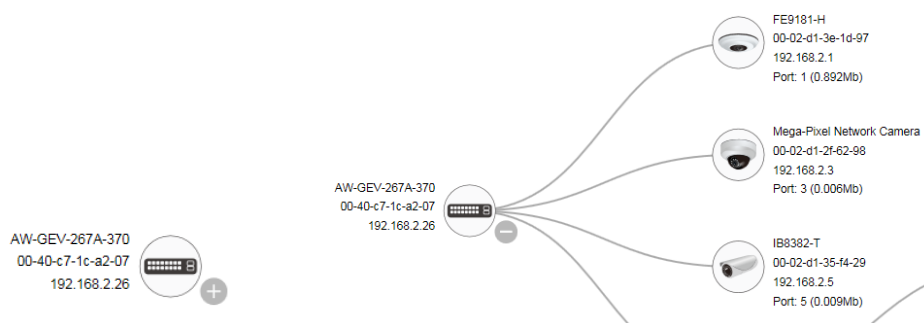 AW-GEV-267A-370
00-40-c7-1c-a2-07
192.168.2.26
AW-GEV-267A-370
00-40-c7-1c-a2-07
192.168.2.26
FE9181-H
00-02-d1-3e-1d-97
192.168.2.1
Port: 1 (0.892Mb)
Mega-Pixel Network Camera
00-02-d1-2f-62-98
192.168.2.3
Port: 3 (0.006Mb)
IB8382-T
00-02-d1-35-f4-29
192.168.2.5
Port: 5 (0.009Mb)